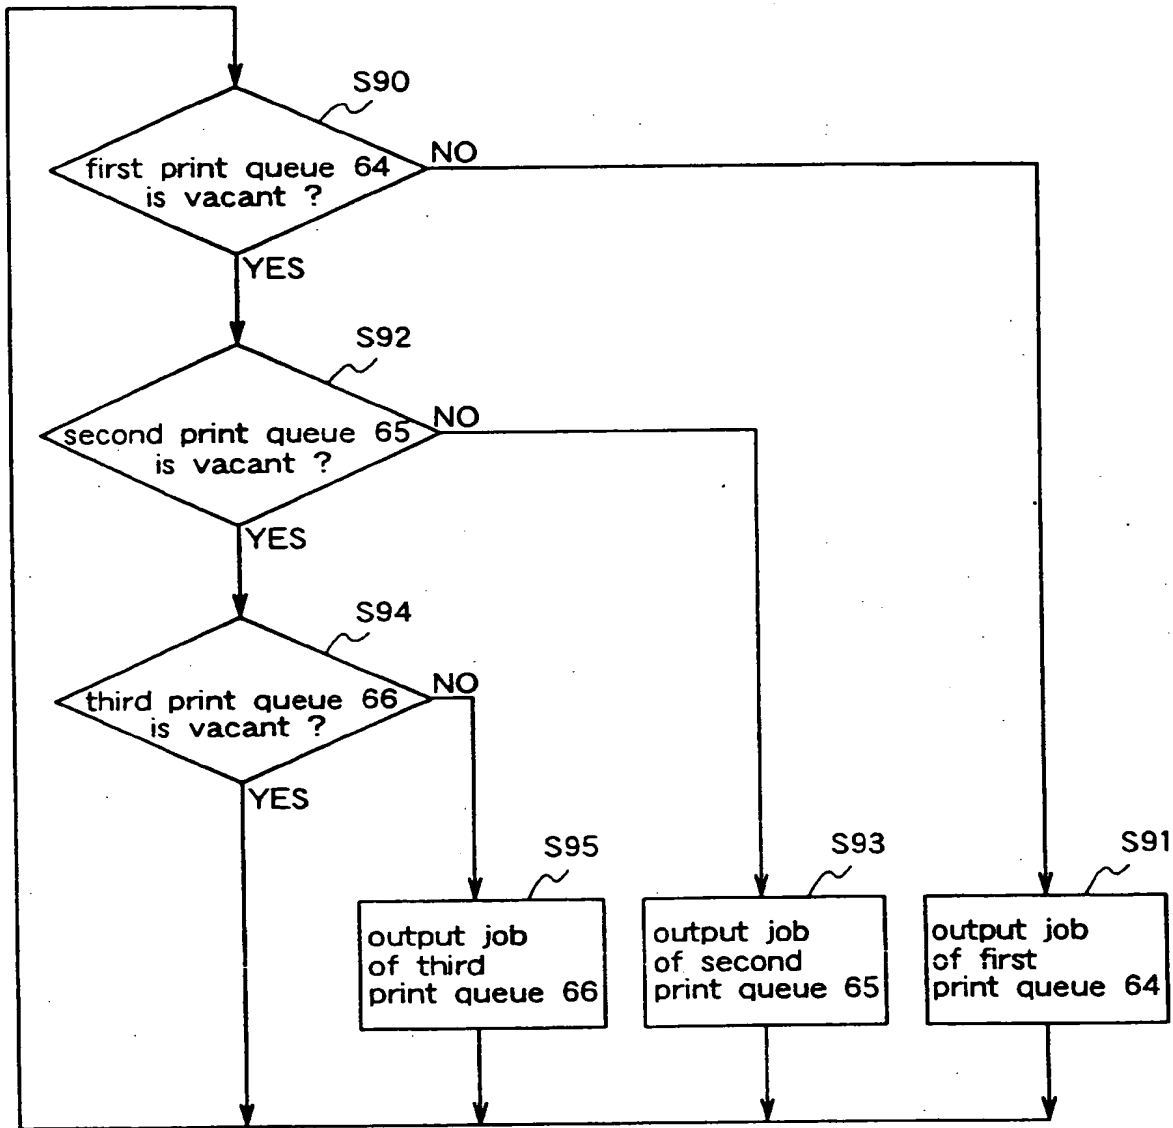 S90
first print queue 64
is vacant ?
NO
YES
S92
second print queue 65
is vacant ?
NO
YES
S94
third print queue 66
is vacant ?
NO
YES
S95
output job
of third
print queue 66
S93
output job
of second
print queue 65
S91
output job
of first
print queue 64